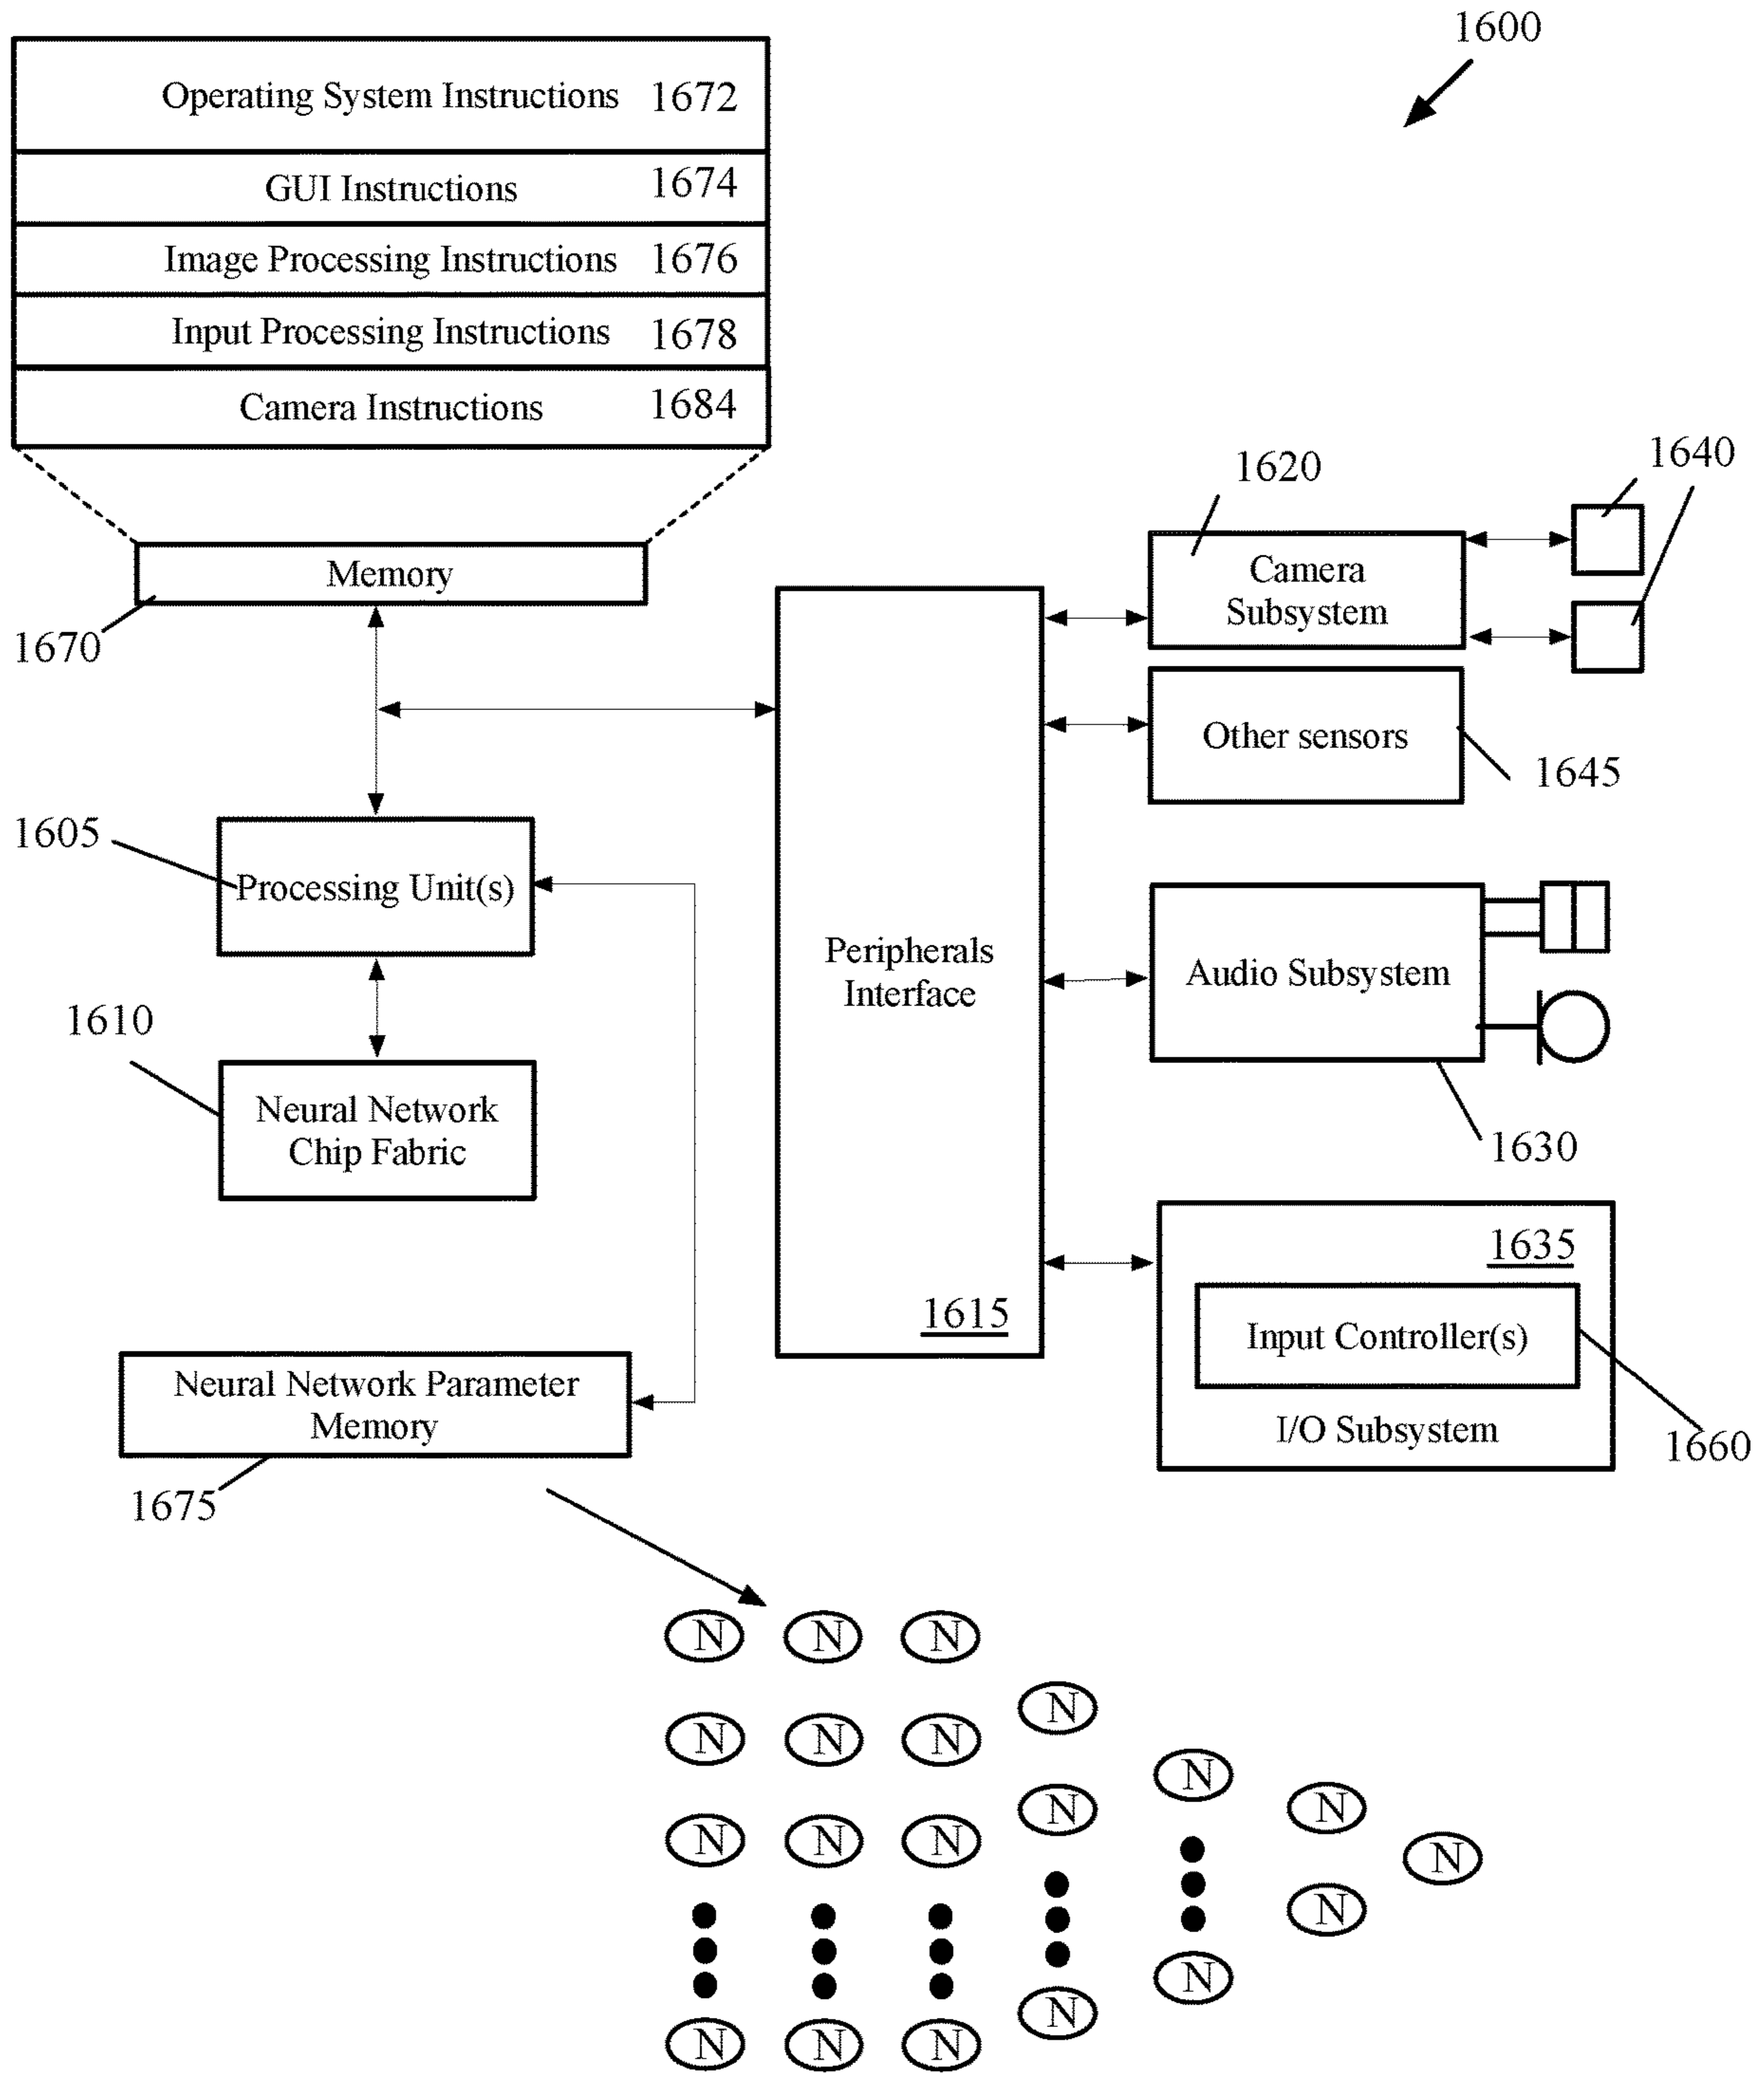 1600
Operating System Instructions 1672
GUI Instructions 1674
Image Processing Instructions 1676
Input Processing Instructions 1678
Camera Instructions 1684
Memory
1670
1620
1640
Camera
Subsystem
Other sensors
1645
1605
Processing Unit(s)
Peripherals
Interface
1615
Audio Subsystem
1630
1610
Neural Network
Chip Fabric
1635
Input Controller(s)
I/O Subsystem
1660
Neural Network Parameter
Memory
1675
N N N
N
N N N
N
N
N
N N N
N
N
N
N
N N N